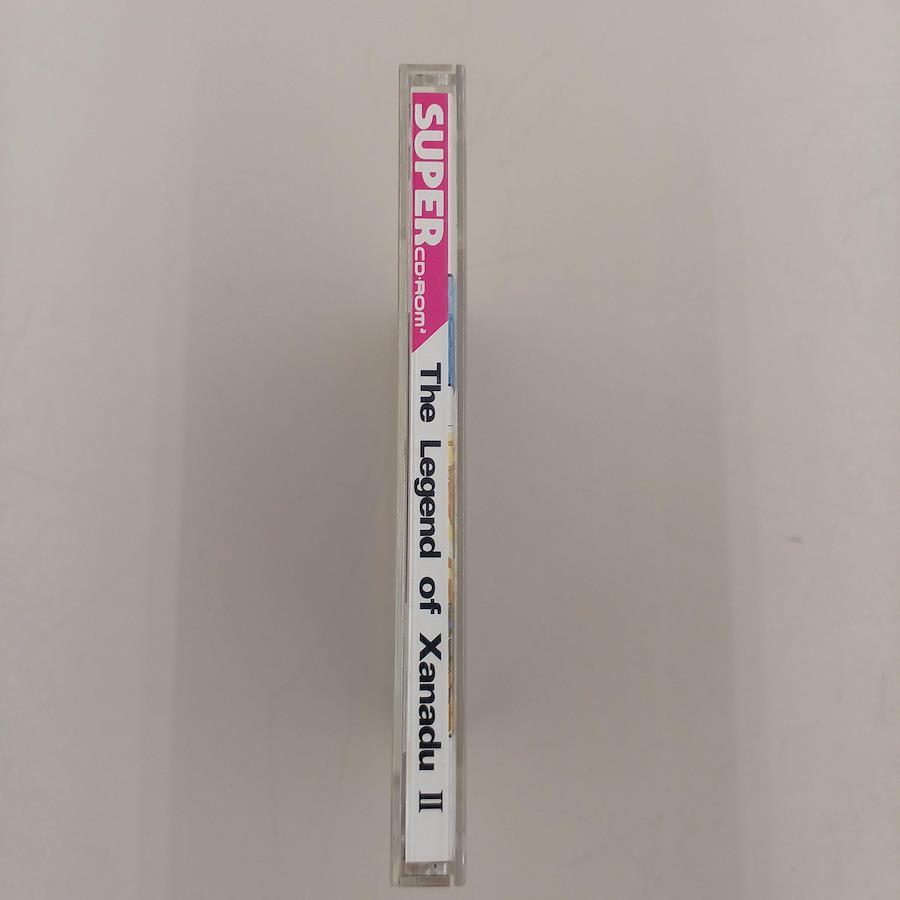 SUPER CD·ROM²
The Legend of Xanadu II